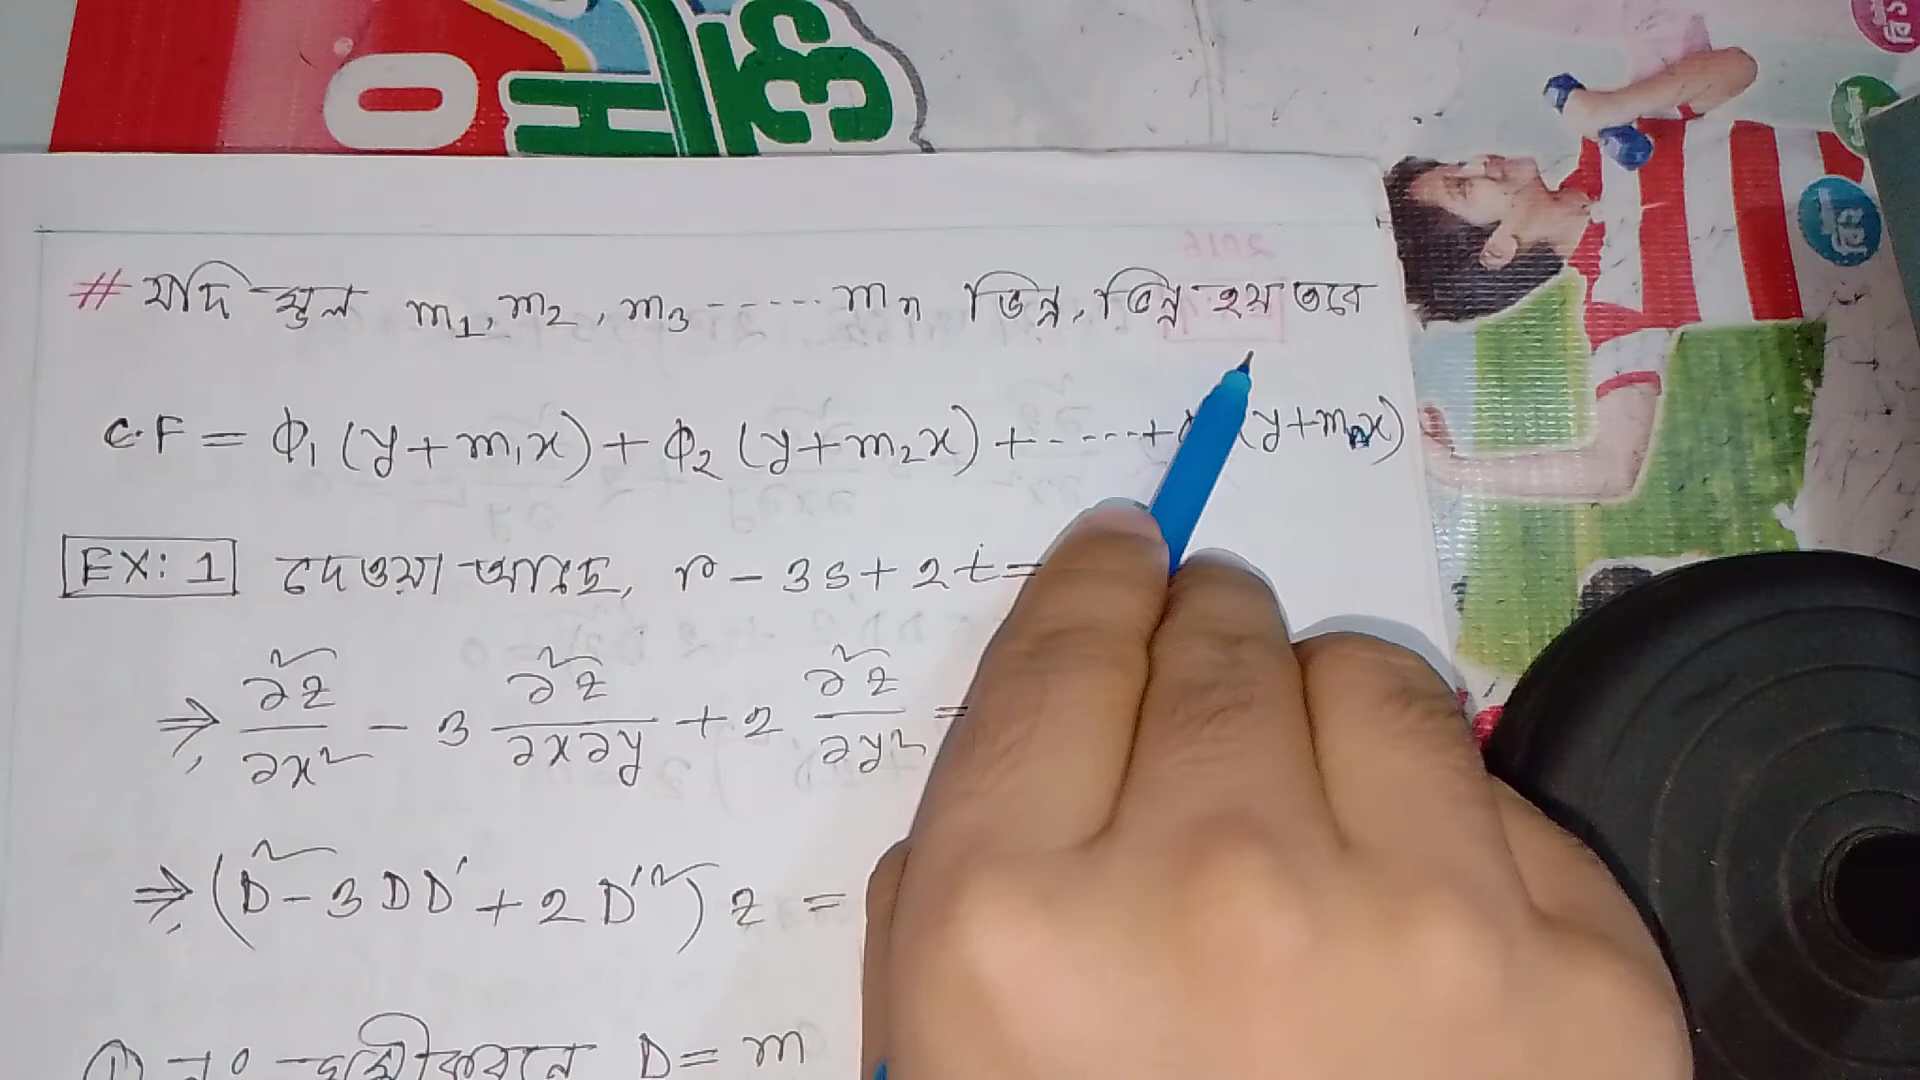 # যদি মুল m₁, m₂, m₃ ------ mₙ ভিন্ন, ভিন্ন হয় তবে
C.F = φ₁ (y+m₁x) + φ₂ (y+m₂x) +-----+ (y+mₙx)
EX: 1 দেওয়া আছে, r - 3s + 2t =
⇒, ∂²z/∂x² - 3 ∂²z/∂x∂y + 2 ∂²z/∂y² =
⇒, (D² - 3DD' + 2D'²) z =
D = m